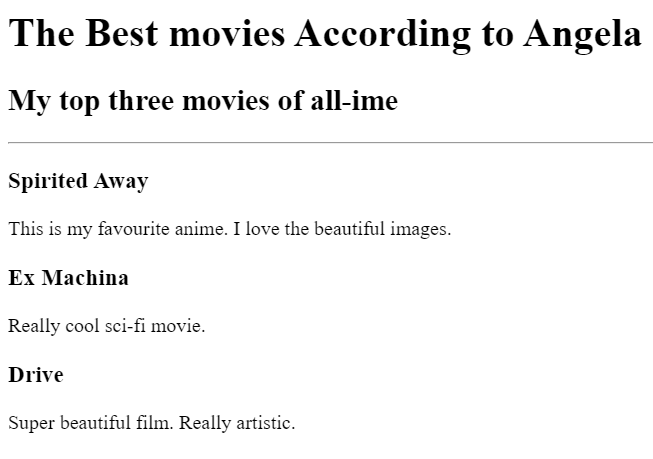 The Best movies According to Angela
My top three movies of all-ime
Spirited Away
This is my favourite anime. I love the beautiful images.
Ex Machina
Really cool sci-fi movie.
Drive
Super beautiful film. Really artistic.